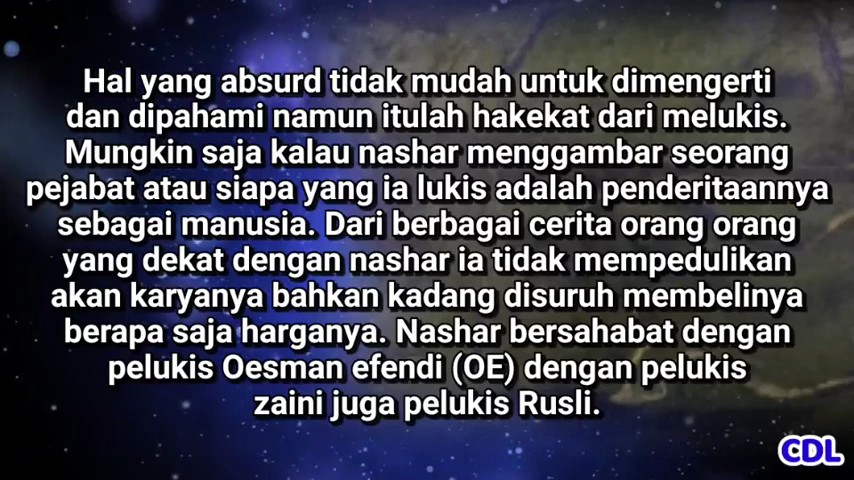 Hal yang absurd tidak mudah untuk dimengerti
dan dipahami namun itulah hakekat dari melukis.
Mungkin saja kalau nashar menggambar seorang
pejabat atau siapa yang ia lukis adalah penderitaannya
sebagai manusia. Dari berbagai cerita orang orang
yang dekat dengan nashar ia tidak mempedulikan
akan karyanya bahkan kadang disuruh membelinya
berapa saja harganya. Nashar bersahabat dengan
pelukis Oesman efendi (OE) dengan pelukis
zaini juga pelukis Rusli.
CDL